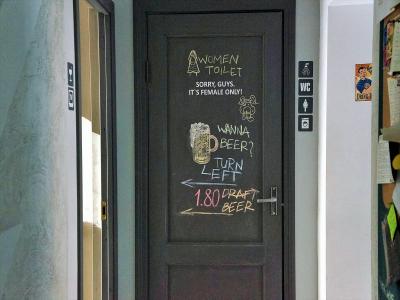 WOMEN
TOILET
SORRY, GUYS.
IT'S FEMALE ONLY!
WC
WANNA
BEER?
TURN
LEFT
1.80 DRAFT
BEER